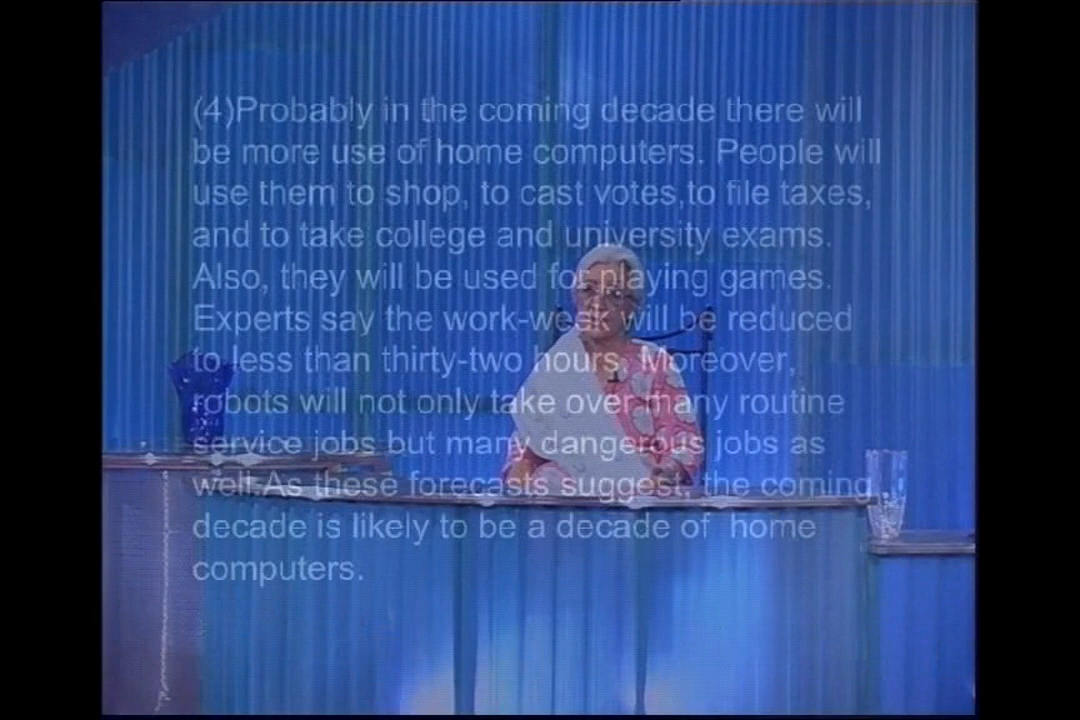 (4)Probably in the coming decade there will
be more use of home computers. People will
use them to shop, to cast votes,to file taxes,
and to take college and university exams.
Also, they will be used for playing games.
Experts say the work-week will be reduced
to less than thirty-two hours. Moreover,
robots will not only take over many routine
service jobs but many dangerous jobs as
well.As these forecasts suggest, the coming
decade is likely to be a decade of home
computers.